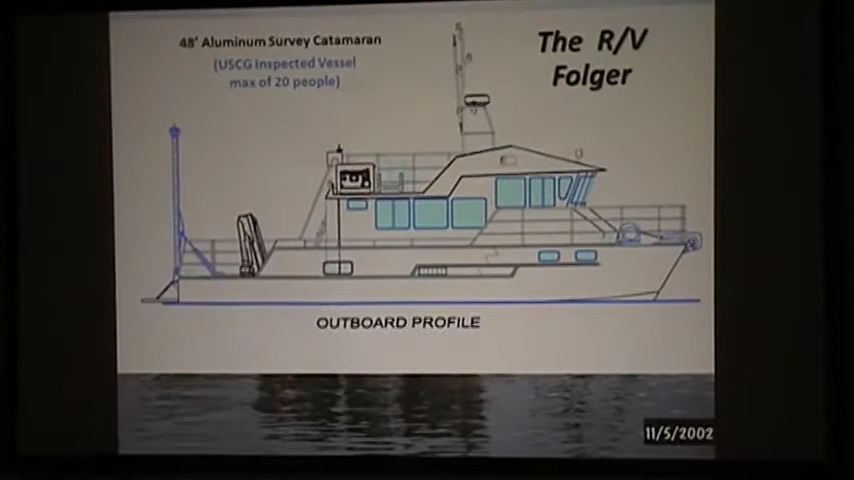 48' Aluminum Survey Catamaran
(USCG Inspected Vessel
max of 20 people)
The R/V
Folger
OUTBOARD PROFILE
11/5/2002